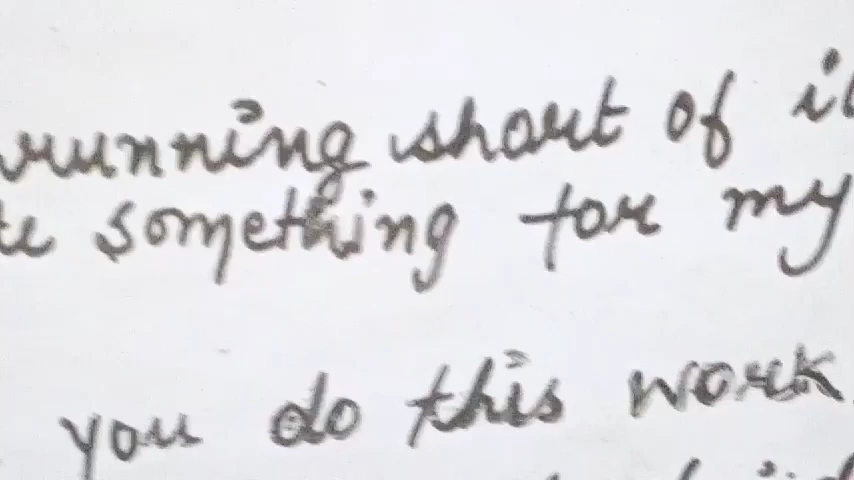 running short of
something for my
you do this work